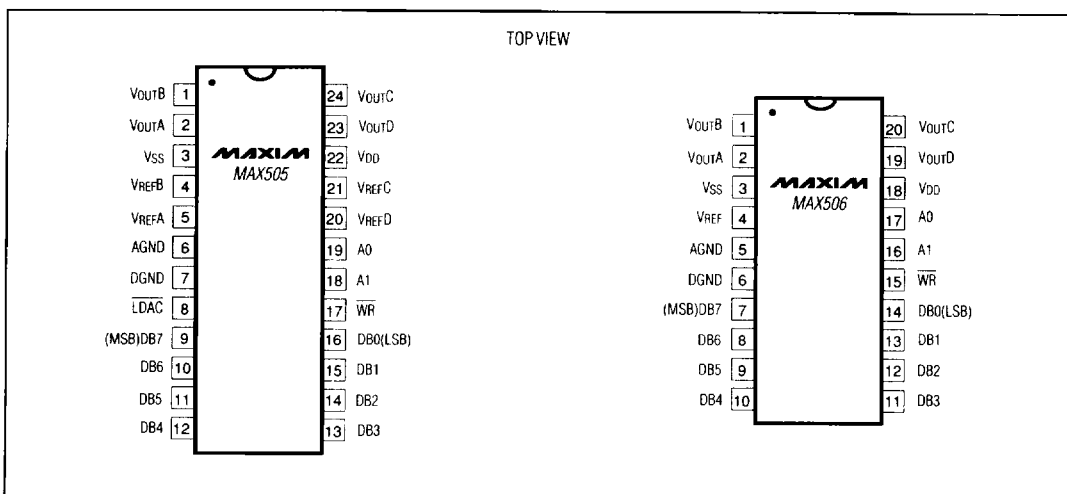 TOP VIEW
VOUTB 1
VOUTA 2
VSS 3
VREFB 4
VREFA 5
AGND 6
DGND 7
LDAC 8
(MSB)DB7 9
DB6 10
DB5 11
DB4 12
MAXIM
MAX505
24 VOUTC
23 VOUTD
22 VDD
21 VREFC
20 VREFD
19 A0
18 A1
17 WR
16 DB0(LSB)
15 DB1
14 DB2
13 DB3
VOUTB 1
VOUTA 2
VSS 3
VREF 4
AGND 5
DGND 6
(MSB)DB7 7
DB6 8
DB5 9
DB4 10
MAXIM
MAX506
20 VOUTC
19 VOUTD
18 VDD
17 A0
16 A1
15 WR
14 DB0(LSB)
13 DB1
12 DB2
11 DB3